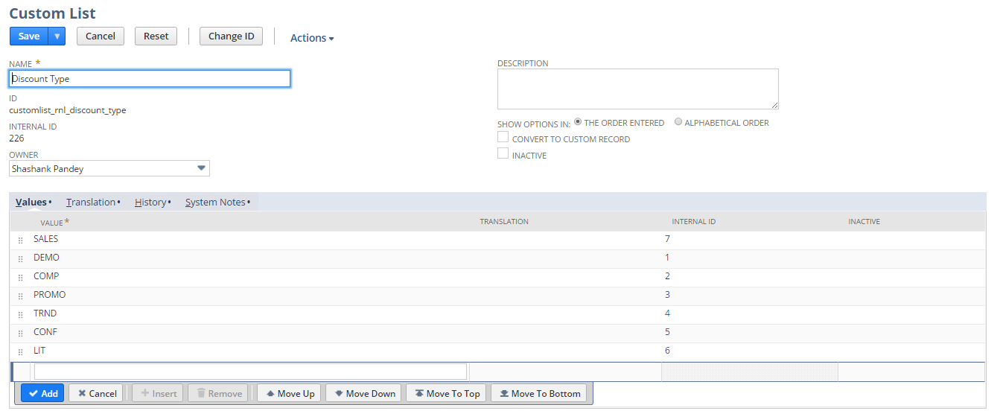 Custom List
Save ▼ Cancel Reset Change ID Actions
NAME * DESCRIPTION
Discount Type
ID
customlist_rnl_discount_type
SHOW OPTIONS IN: THE ORDER ENTERED ALPHABETICAL ORDER
INTERNAL ID
226
CONVERT TO CUSTOM RECORD
OWNER INACTIVE
Shashank Pandey
Values • Translation • History • System Notes •
VALUE * TRANSLATION INTERNAL ID INACTIVE
SALES 7
DEMO 1
COMP 2
PROMO 3
TRND 4
CONF 5
LIT 6
Add Cancel Insert Remove Move Up Move Down Move To Top Move To Bottom